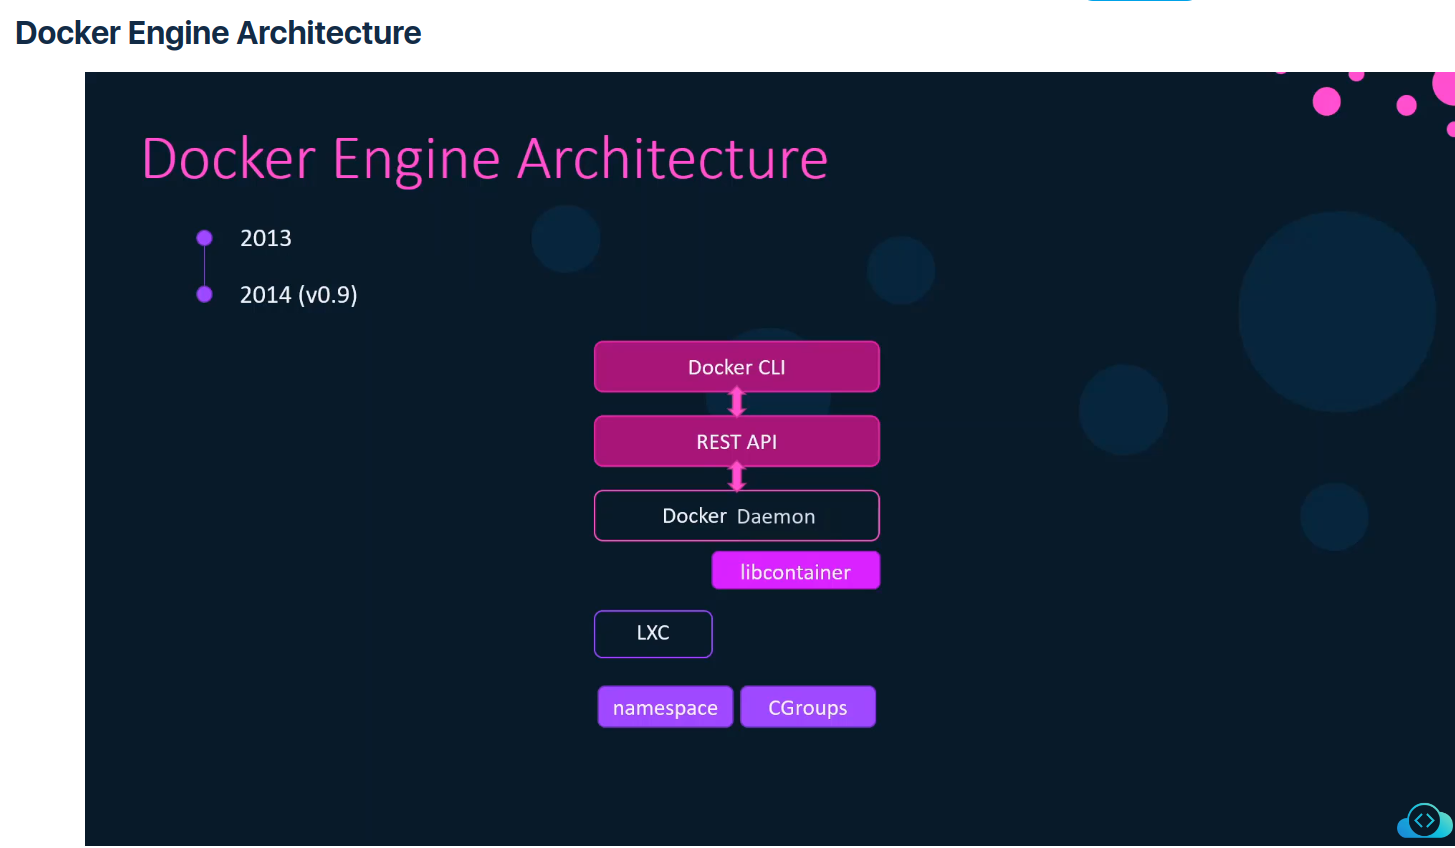 Docker Engine Architecture
Docker Engine Architecture
2013
2014 (v0.9)
Docker CLI
REST API
Docker Daemon
libcontainer
LXC
namespace
CGroups